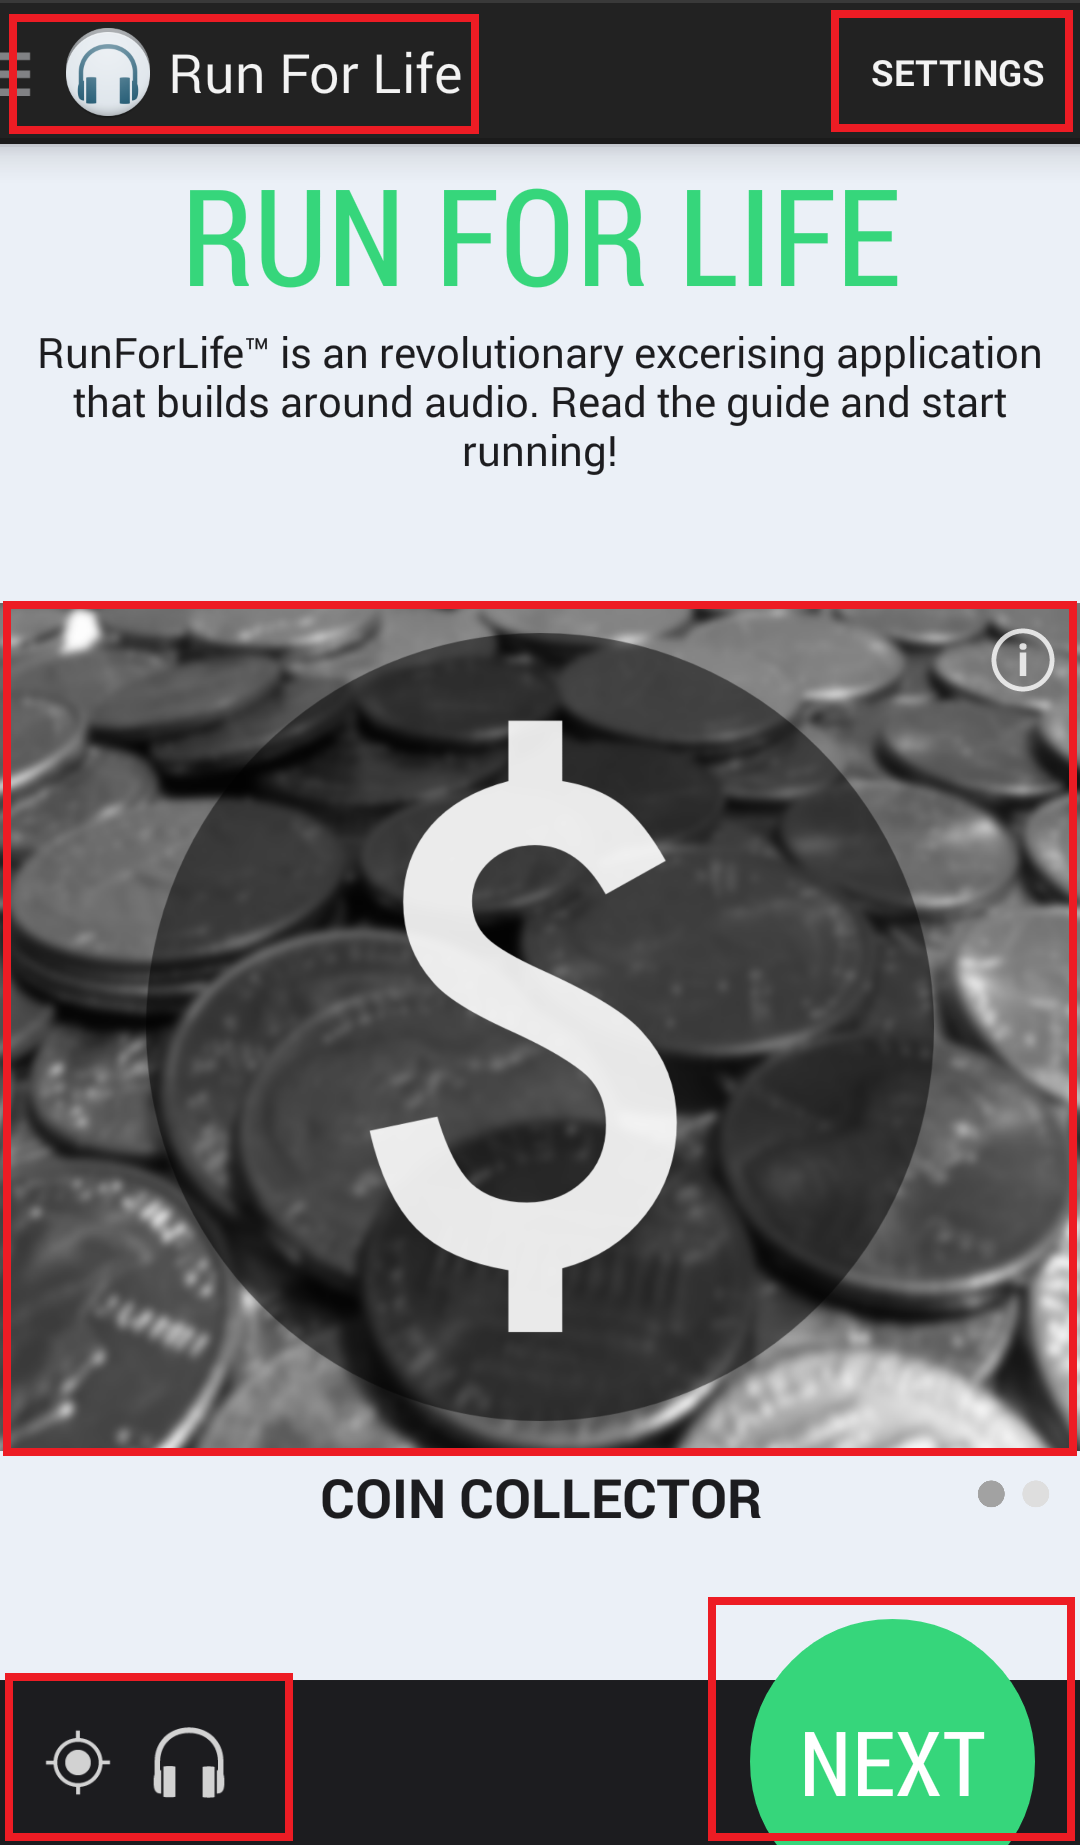 Run For Life
SETTINGS
RUN FOR LIFE
RunForLife™ is an revolutionary excerising application
that builds around audio. Read the guide and start
running!
i
$
COIN COLLECTOR
NEXT